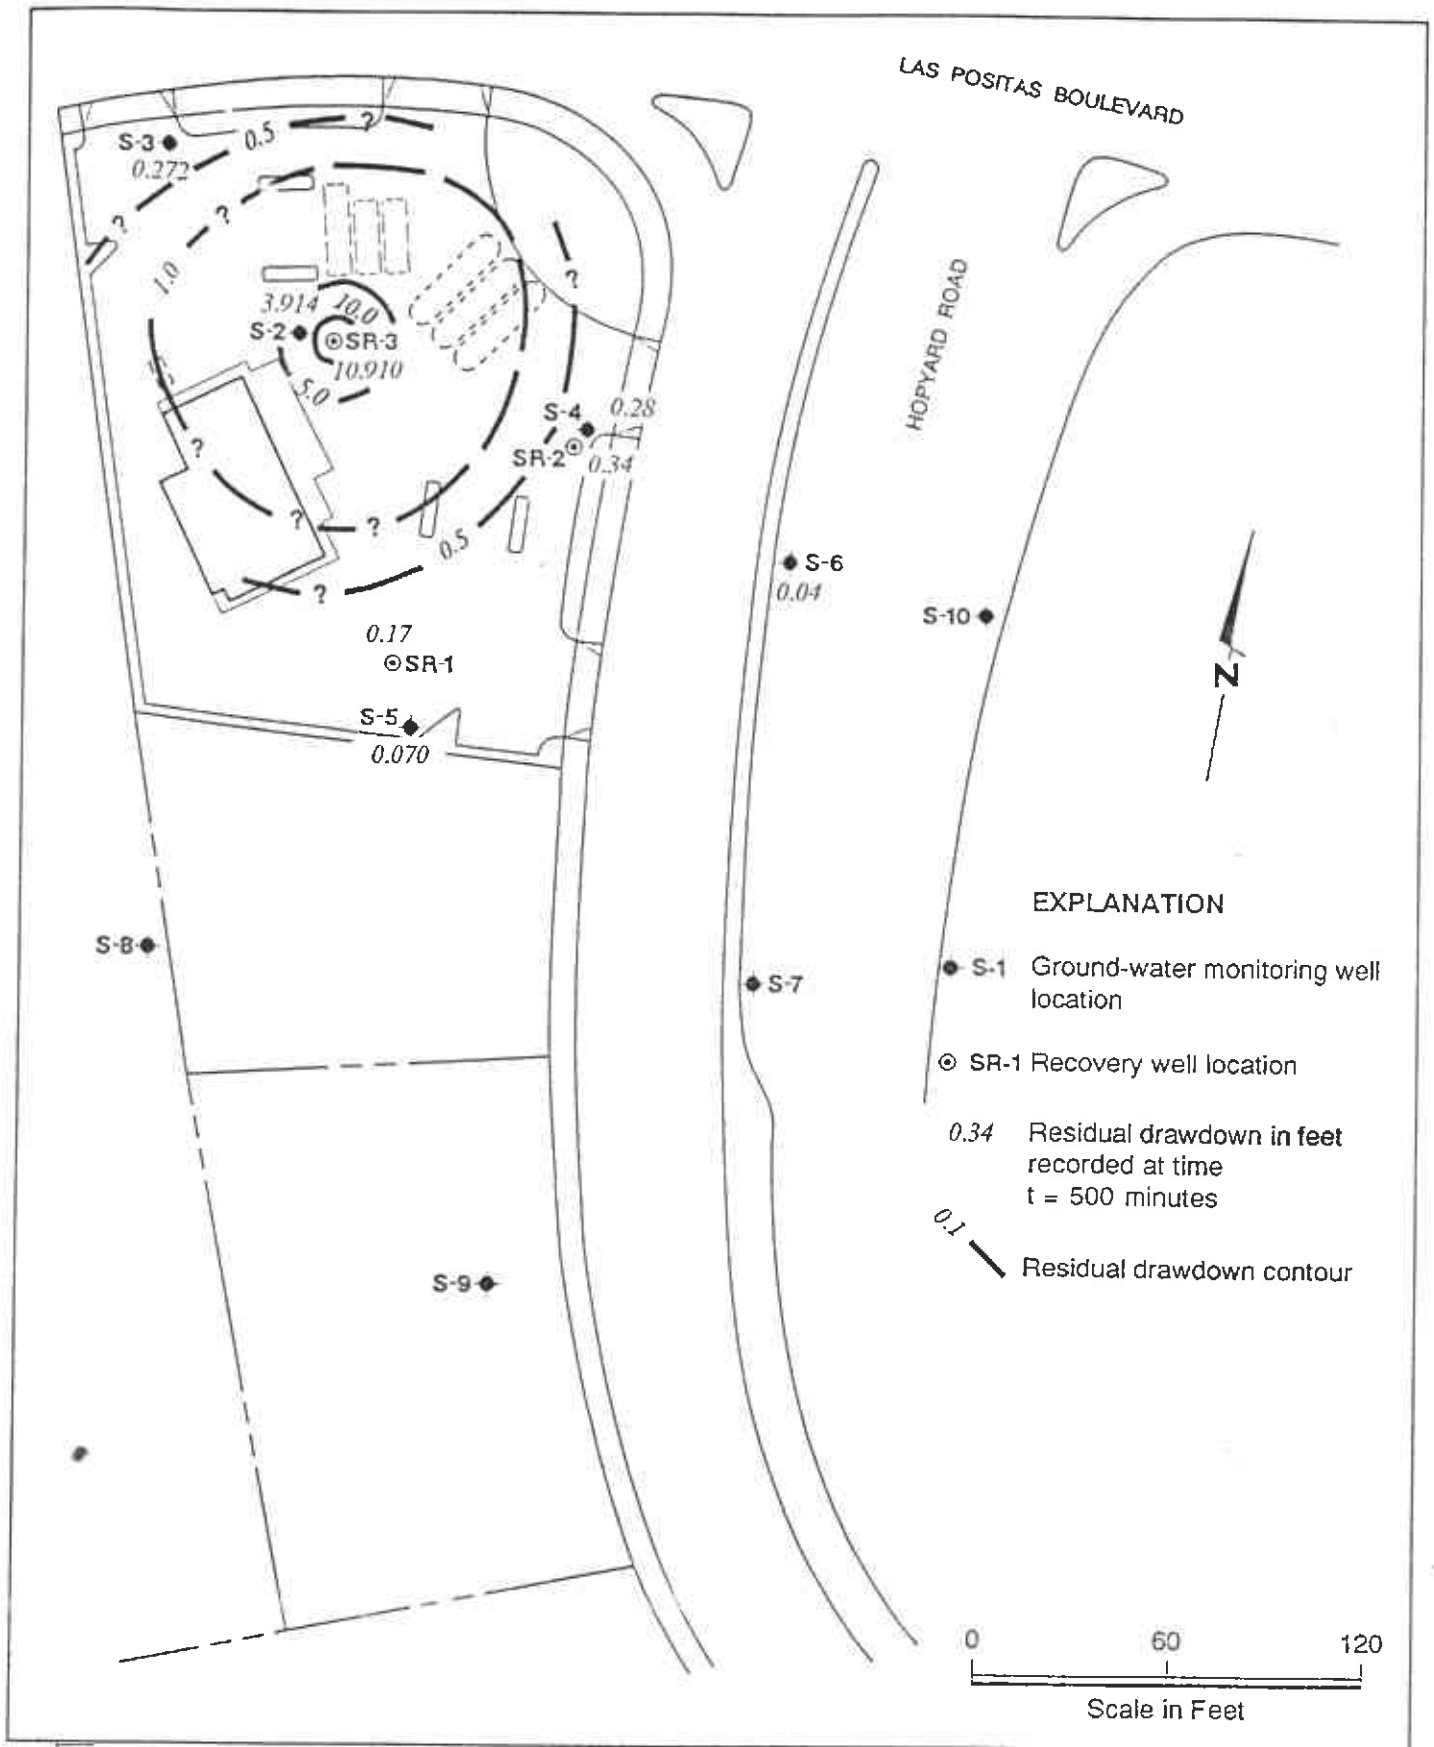 LAS POSITAS BOULEVARD
S-3
0.272
0.5
?
?
?
1.0
?
3.914
10.0
S-2
SR-3
10.910
5.0
S-4
0.28
SR-2
0.34
HOPYARD ROAD
?
?
?
0.5
?
S-6
0.04
S-10
0.17
SR-1
S-5
0.070
N
S-8
S-7
S-9
EXPLANATION
S-1 Ground-water monitoring well
location
SR-1 Recovery well location
0.34 Residual drawdown in feet
recorded at time
t = 500 minutes
0.1
Residual drawdown contour
0 60 120
Scale in Feet